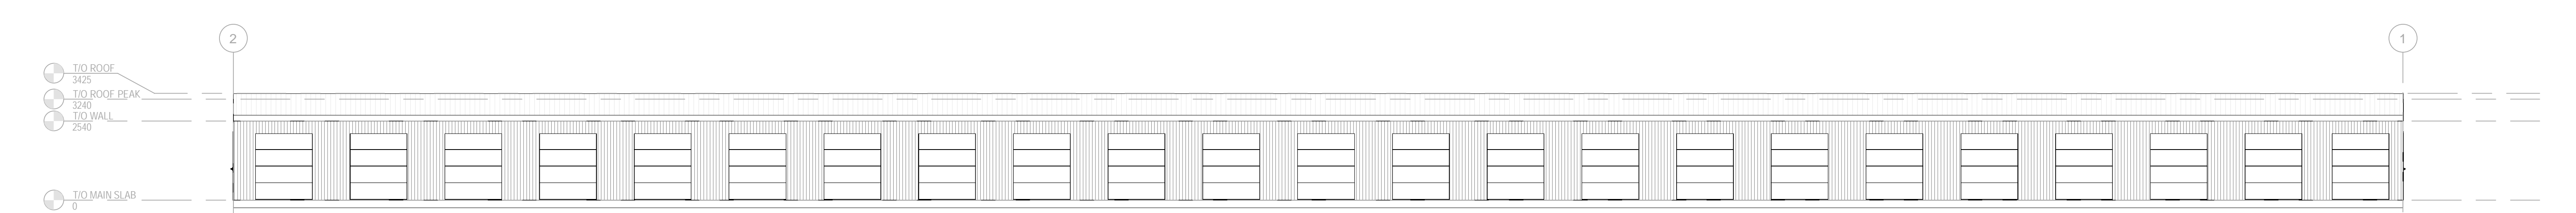 2
1
T/O ROOF
3425
T/O ROOF PEAK
3240
T/O WALL
2540
T/O MAIN SLAB
0